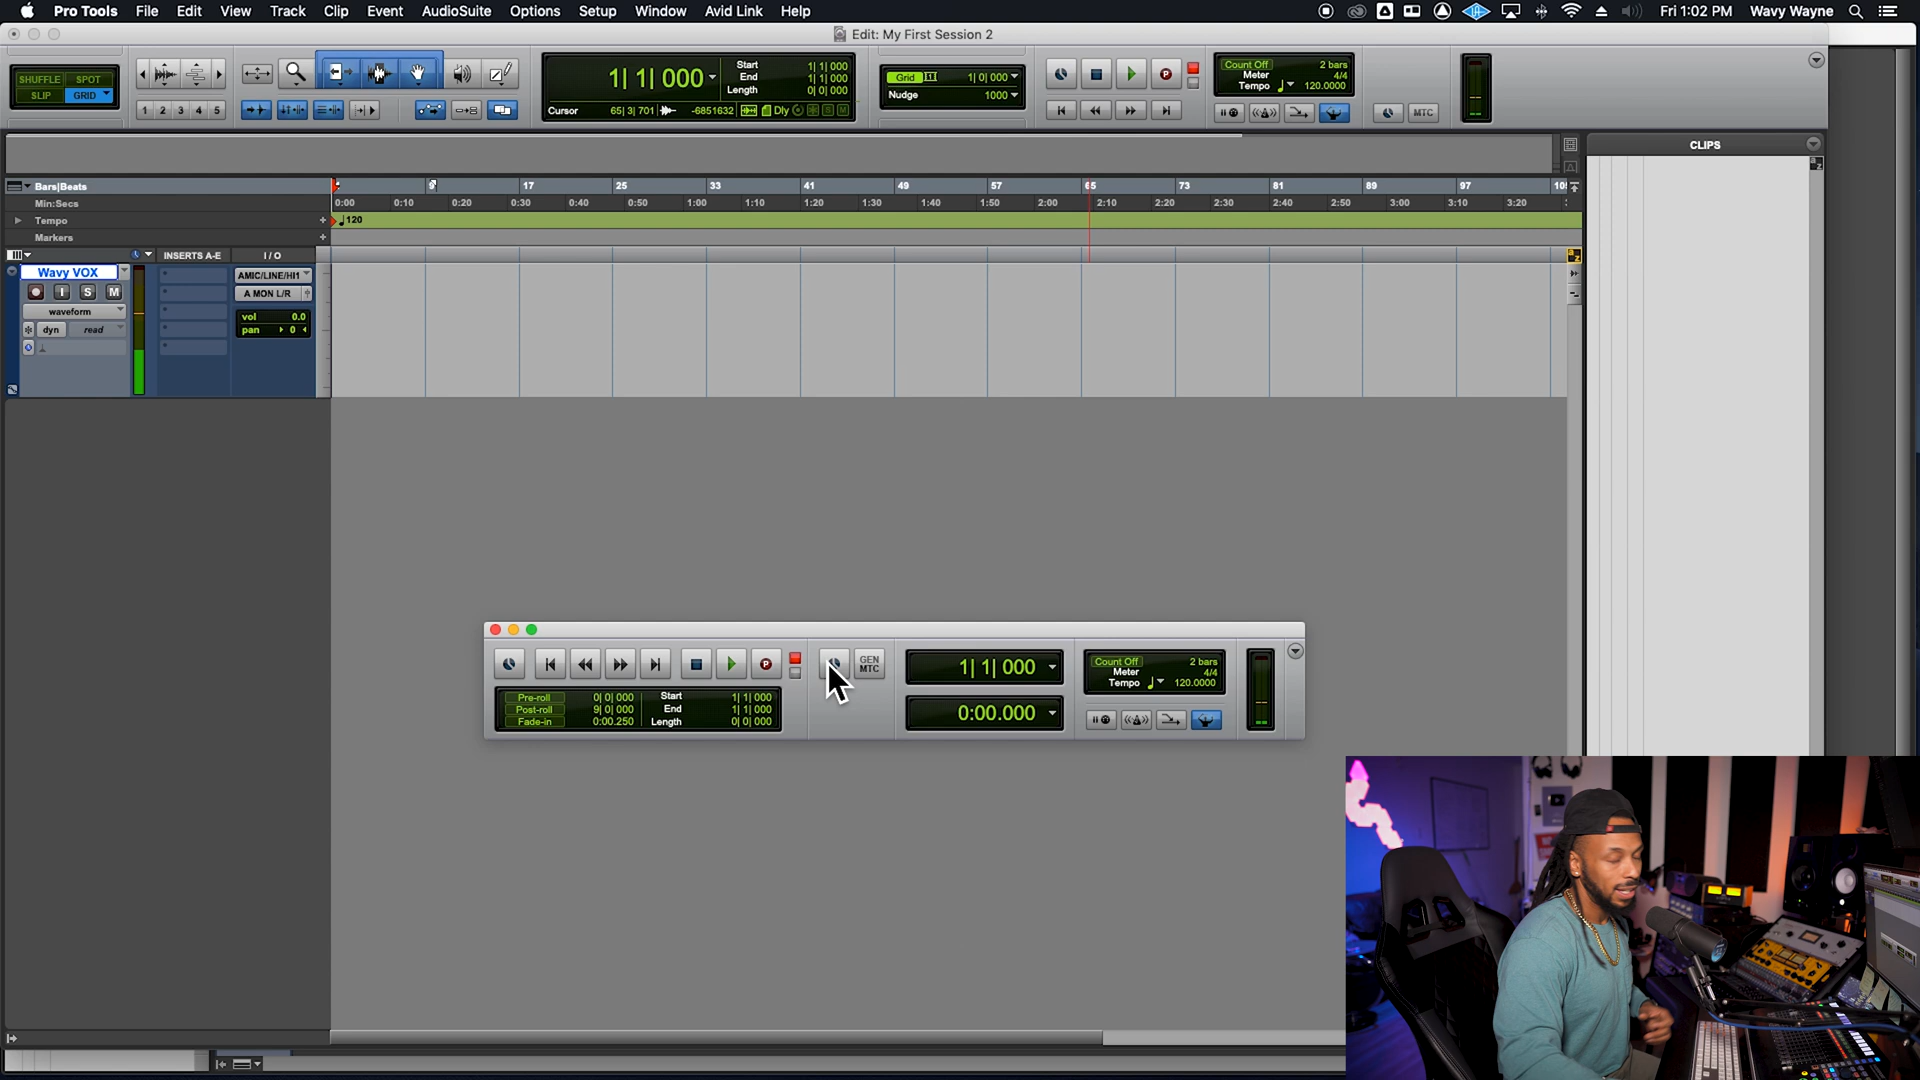 Pro Tools File Edit View Track Clip Event AudioSuite Options Setup Window Avid Link Help
Fri 1:02 PM Wavy Wayne
Edit: My First Session 2
SHUFFLE SPOT
SLIP GRID
1 2 3 4 5
1| 1| 000
Start 1| 1| 000
End 1| 1| 000
Length 0| 0| 000
Cursor 65| 3| 701 -6851632 Dly
Grid 1| 0| 000
Nudge 1000
Count Off 2 bars
Meter 4/4
Tempo 120.0000
MTC
CLIPS
Bars|Beats
9 17 25 33 41 49 57 65 73 81 89 97
Min:Secs
0:00 0:10 0:20 0:30 0:40 0:50 1:00 1:10 1:20 1:30 1:40 1:50 2:00 2:10 2:20 2:30 2:40 2:50 3:00 3:10 3:20
Tempo
120
Markers
INSERTS A-E I / O
Wavy VOX
AMIC/LINE/HI1
I S M
A MON L/R
waveform
vol 0.0
pan 0
dyn read
GEN
MTC
1| 1| 000
0:00.000
Pre-roll 0| 0| 000
Post-roll 9| 0| 000
Fade-in 0:00.250
Start 1| 1| 000
End 1| 1| 000
Length 0| 0| 000
Count Off 2 bars
Meter 4/4
Tempo 120.0000